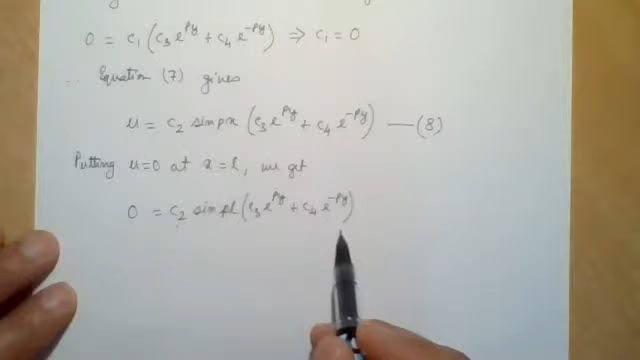 0 = c₁ (c₃ e^{py} + c₄ e^{-py}) ⇒ c₁ = 0
∴ Equation (7) gives
u = c₂ sin px (c₃ e^{py} + c₄ e^{-py}) —— (8)
Putting u=0 at x=l, we get
0 = c₂ sin pl (c₃ e^{py} + c₄ e^{-py})